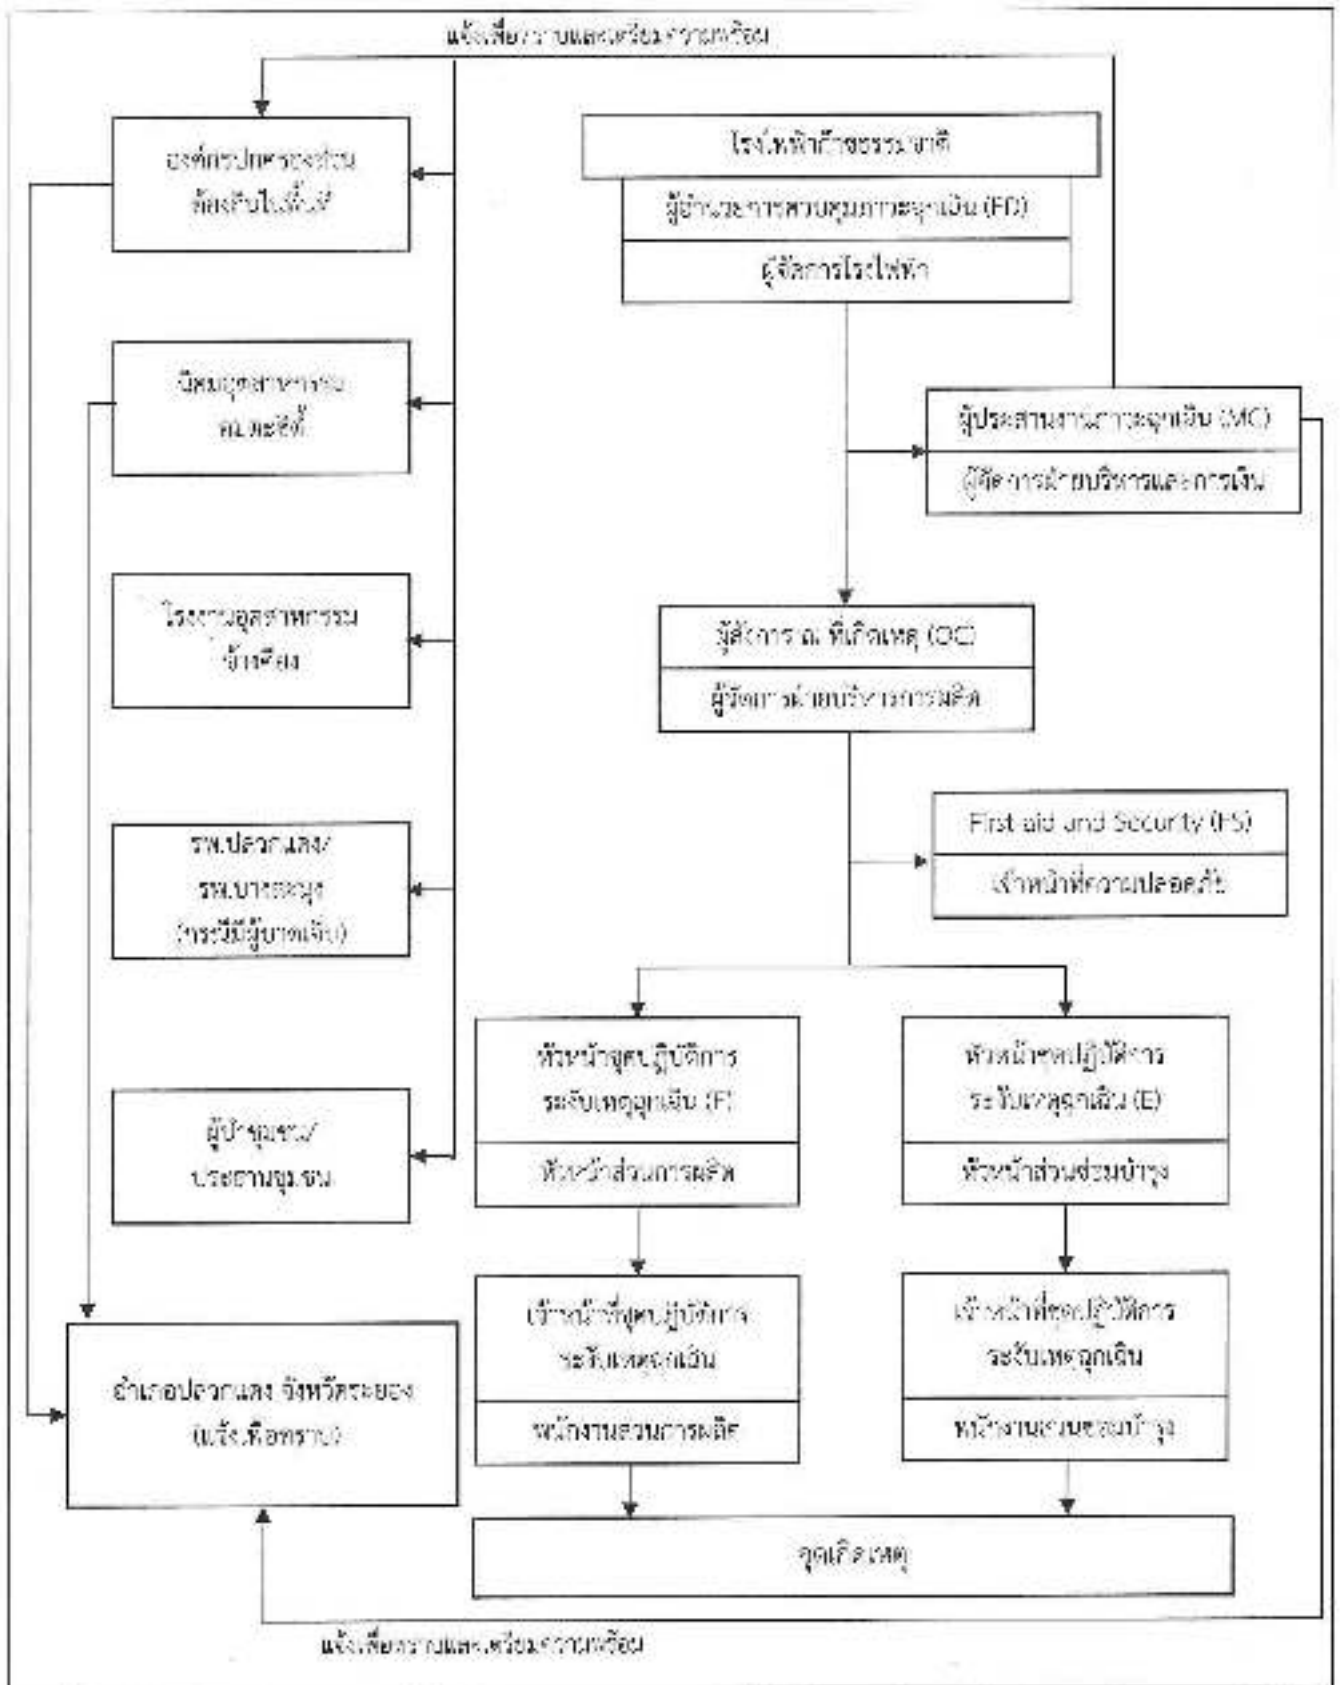 แจ้งเพื่อทราบและเตรียมความพร้อม
องค์กรปกครองส่วน
ท้องถิ่นในพื้นที่
โรงไฟฟ้าก๊าซธรรมชาติ
ผู้อำนวยการควบคุมภาวะฉุกเฉิน (ED)
ผู้จัดการโรงไฟฟ้า
นิคมอุตสาหกรรม
อมตะซิตี้
ผู้ประสานงานภาวะฉุกเฉิน (MC)
ผู้จัดการฝ่ายบริหารและการเงิน
โรงงานอุตสาหกรรม
ข้างเคียง
ผู้สั่งการ ณ ที่เกิดเหตุ (OC)
ผู้จัดการฝ่ายบริหารการผลิต
รพ.ปลวกแดง/
รพ.บางละมุง
(กรณีมีผู้บาดเจ็บ)
First aid and Security (FS)
เจ้าหน้าที่ความปลอดภัย
ผู้นำชุมชน/
ประธานชุมชน
หัวหน้าชุดปฏิบัติการ
ระงับเหตุฉุกเฉิน (F)
หัวหน้าส่วนการผลิต
หัวหน้าชุดปฏิบัติการ
ระงับเหตุฉุกเฉิน (E)
หัวหน้าส่วนซ่อมบำรุง
อำเภอปลวกแดง จังหวัดระยอง
(แจ้งเพื่อทราบ)
เจ้าหน้าที่ชุดปฏิบัติการ
ระงับเหตุฉุกเฉิน
พนักงานส่วนการผลิต
เจ้าหน้าที่ชุดปฏิบัติการ
ระงับเหตุฉุกเฉิน
พนักงานส่วนซ่อมบำรุง
จุดเกิดเหตุ
แจ้งเพื่อทราบและเตรียมความพร้อม